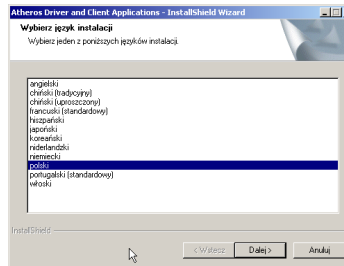 Atheros Driver and Client Applications - InstallShield Wizard
Wybierz język instalacji
Wybierz jeden z poniższych języków instalacji.
angielski
chiński (tradycyjny)
chiński (uproszczony)
francuski (standardowy)
hiszpański
japoński
koreański
niderlandzki
niemiecki
polski
portugalski (standardowy)
włoski
InstallShield
< Wstecz
Dalej >
Anuluj